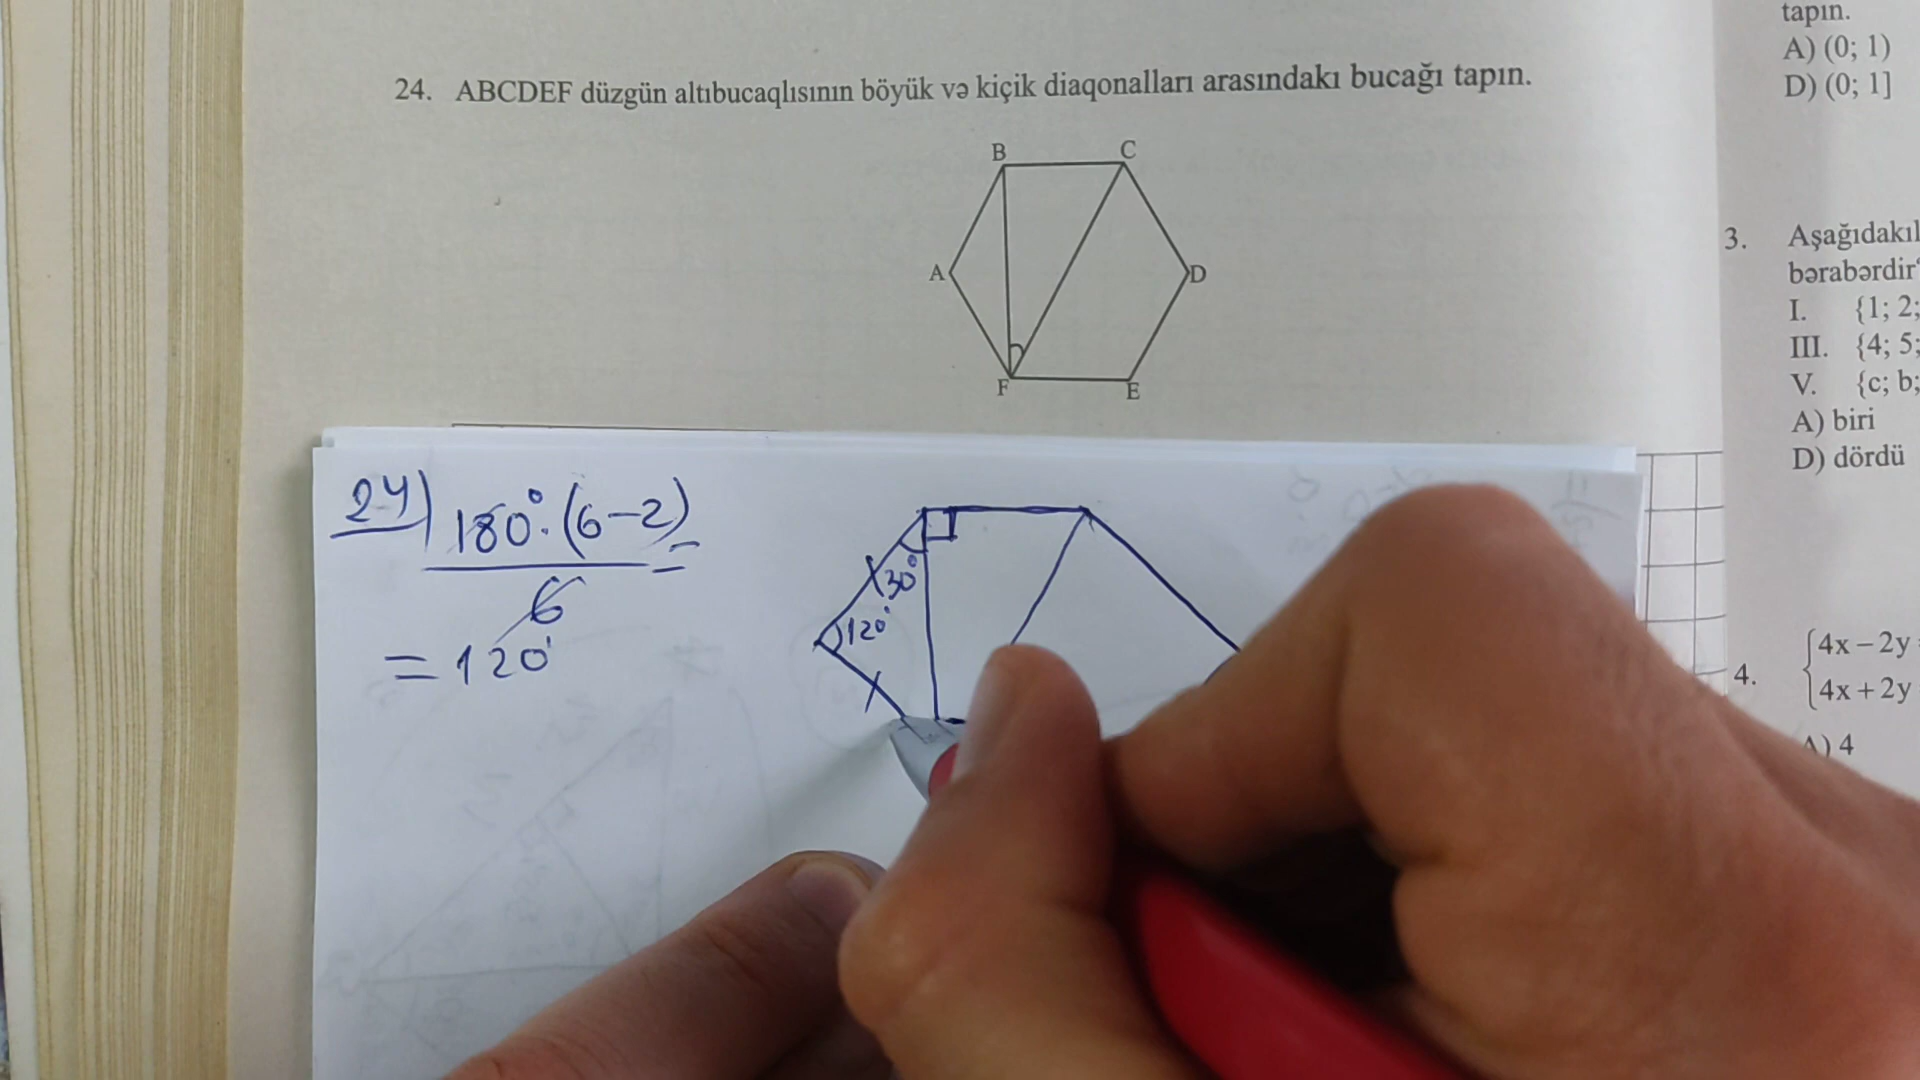 tapın.
A) (0; 1)
D) (0; 1]
24. ABCDEF düzgün altıbucaqlısının böyük və kiçik diaqonalları arasındakı bucağı tapın.
B
C
A
D
F
E
3. Aşağıdakıl
bərabərdir
I. {1; 2;
III. {4; 5;
V. {c; b;
A) biri
D) dördü
4. 4x – 2y
4x + 2y
A) 4
24) 180°·(6-2) =
6
= 120°
30°
120°